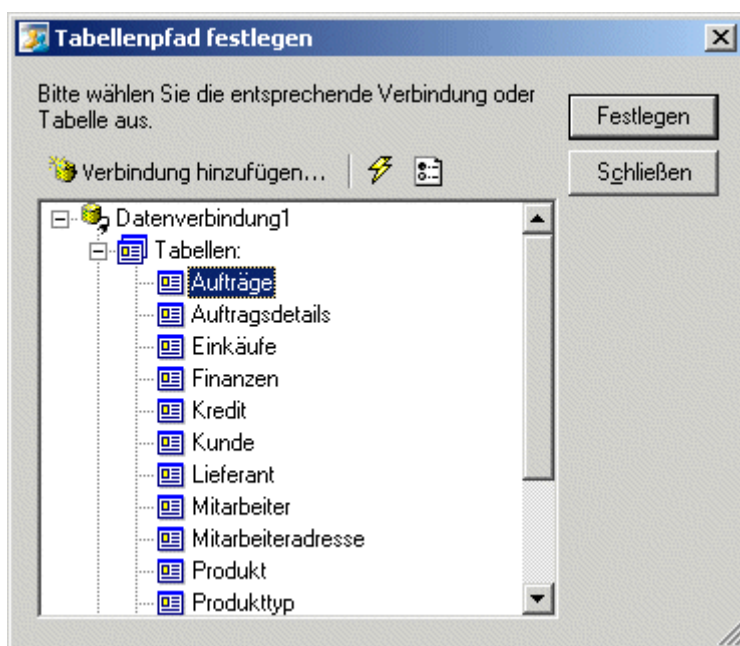 Tabellenpfad festlegen
Bitte wählen Sie die entsprechende Verbindung oder
Tabelle aus.
Festlegen
Verbindung hinzufügen...
Schließen
Datenverbindung1
Tabellen:
Aufträge
Auftragsdetails
Einkäufe
Finanzen
Kredit
Kunde
Lieferant
Mitarbeiter
Mitarbeiteradresse
Produkt
Produkttyp